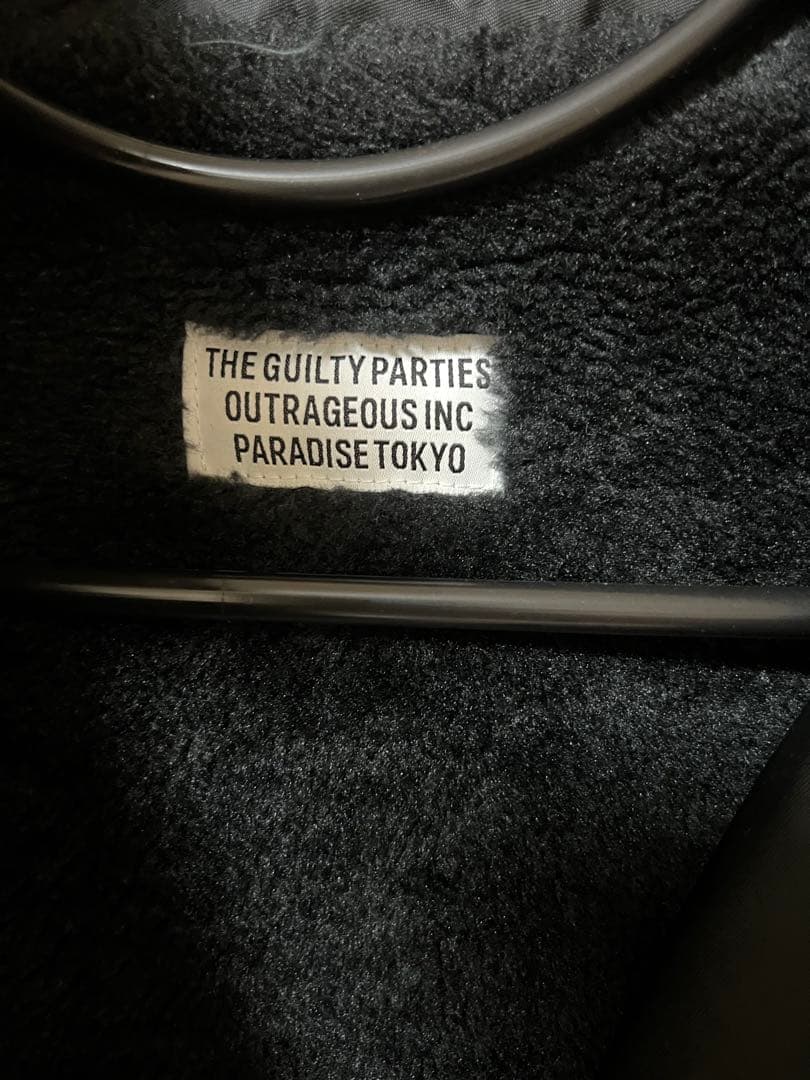 THE GUILTY PARTIES
OUTRAGEOUS INC
PARADISE TOKYO